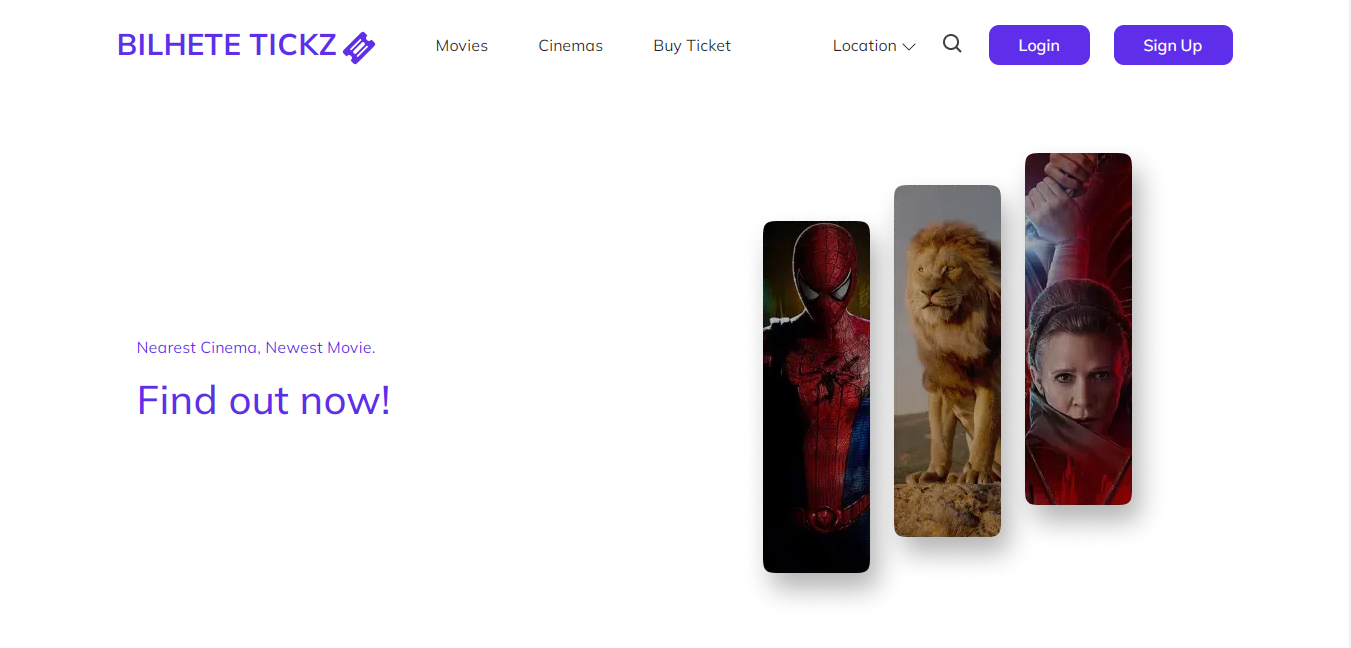 BILHETE TICKZ Movies Cinemas Buy Ticket Location Login Sign Up
Nearest Cinema, Newest Movie.
Find out now!